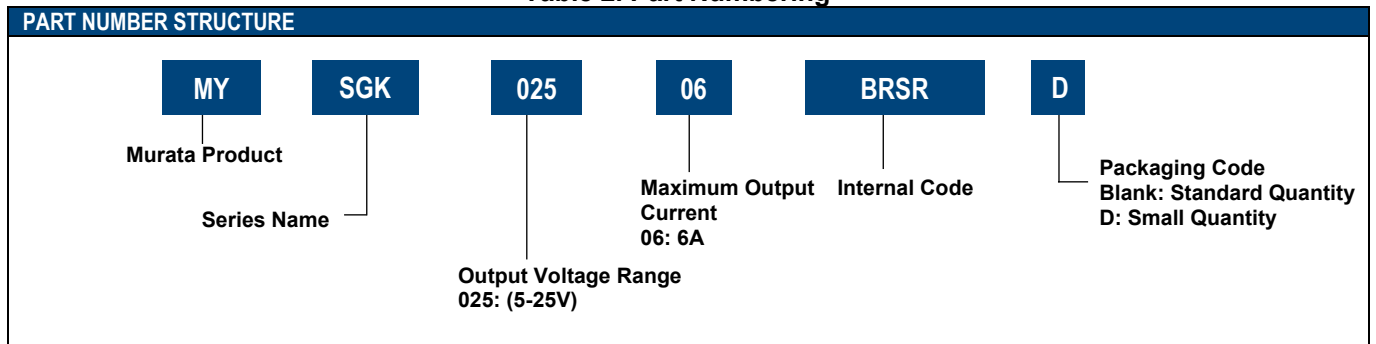 PART NUMBER STRUCTURE
MY SGK 025 06 BRSR D
Murata Product
Series Name
Output Voltage Range
025: (5-25V)
Maximum Output
Current
06: 6A
Internal Code
Packaging Code
Blank: Standard Quantity
D: Small Quantity